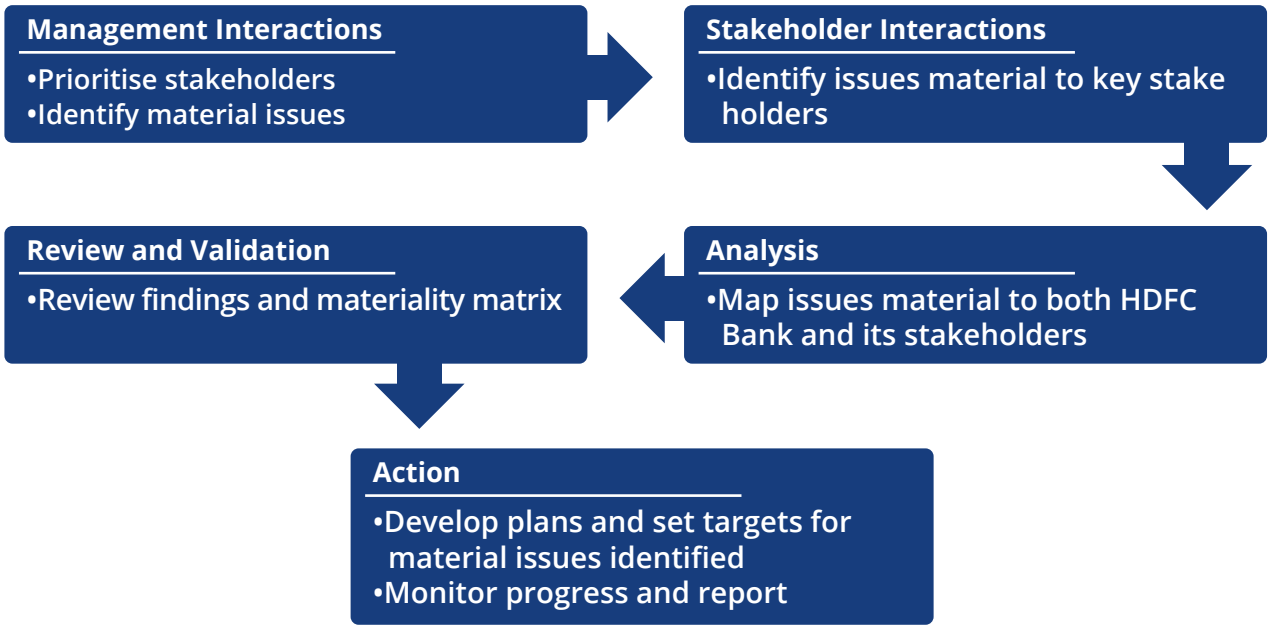 Management Interactions
•Prioritise stakeholders
•Identify material issues
Stakeholder Interactions
•Identify issues material to key stake
holders
Analysis
•Map issues material to both HDFC
Bank and its stakeholders
Review and Validation
•Review findings and materiality matrix
Action
•Develop plans and set targets for
material issues identified
•Monitor progress and report